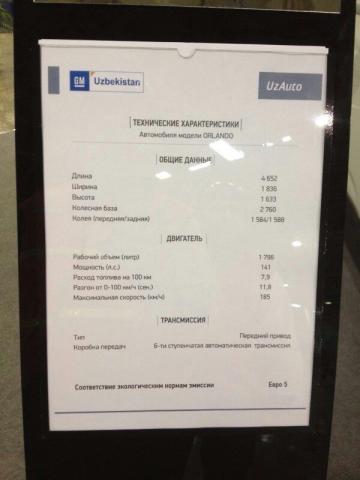 GM Uzbekistan
UzAuto
ТЕХНИЧЕСКИЕ ХАРАКТЕРИСТИКИ
Автомобиля модели ORLANDO
ОБЩИЕ ДАННЫЕ
Длина 4 652
Ширина 1 836
Высота 1 633
Колесная база 2 760
Колея (передняя/задняя) 1 584/1 588
ДВИГАТЕЛЬ
Рабочий объем (литр) 1 796
Мощность (л.с.) 141
Расход топлива на 100 км 7,9
Разгон от 0-100 км/ч (сек.) 11,8
Максимальная скорость (км/ч) 185
ТРАНСМИССИЯ
Тип Передний привод
Коробка передач 6-ти ступенчатая автоматическая трансмиссия
Соответствие экологическим нормам эмиссии Евро 5